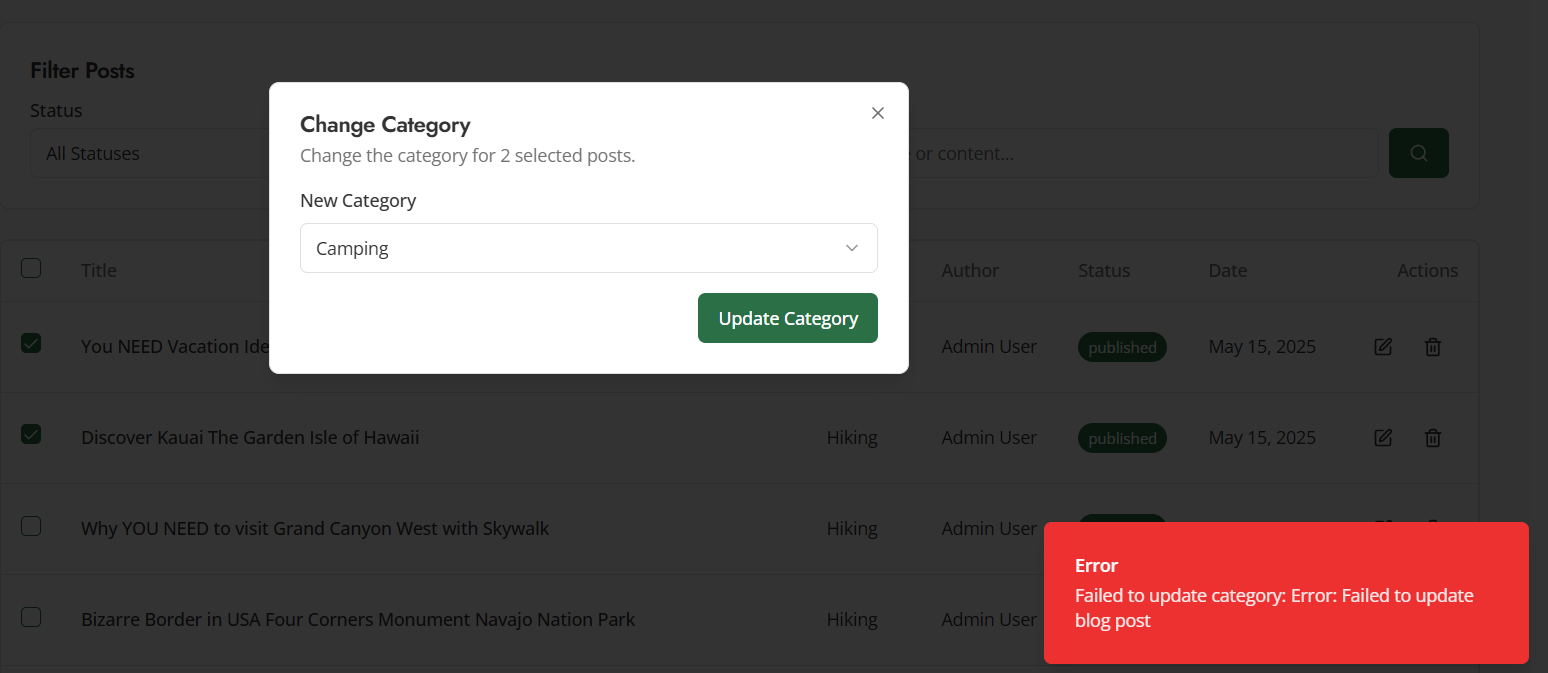 Filter Posts
Status
All Statuses
or content...
Change Category
Change the category for 2 selected posts.
New Category
Camping
Update Category
Title
Author
Status
Date
Actions
You NEED Vacation Ide
Admin User
published
May 15, 2025
Discover Kauai The Garden Isle of Hawaii
Hiking
Admin User
published
May 15, 2025
Why YOU NEED to visit Grand Canyon West with Skywalk
Hiking
Admin User
Bizarre Border in USA Four Corners Monument Navajo Nation Park
Hiking
Admin User
Error
Failed to update category: Error: Failed to update
blog post